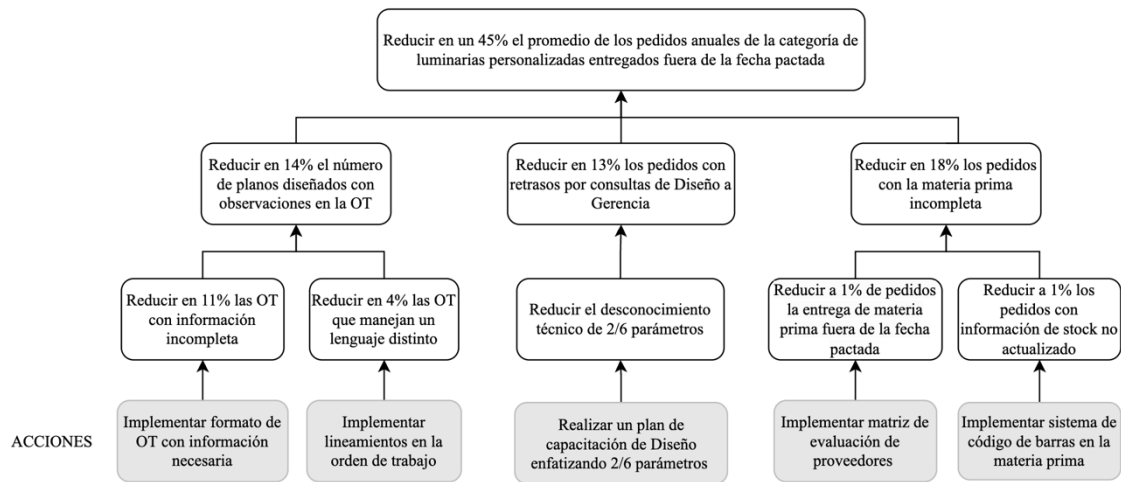 Reducir en un 45% el promedio de los pedidos anuales de la categoría de
luminarias personalizadas entregados fuera de la fecha pactada
Reducir en 14% el número
de planos diseñados con
observaciones en la OT
Reducir en 13% los pedidos con
retrasos por consultas de Diseño a
Gerencia
Reducir en 18% los pedidos
con la materia prima
incompleta
Reducir en 11% las OT
con información
incompleta
Reducir en 4% las OT
que manejan un
lenguaje distinto
Reducir el desconocimiento
técnico de 2/6 parámetros
Reducir a 1% de pedidos
la entrega de materia
prima fuera de la fecha
pactada
Reducir a 1% los
pedidos con
información de stock no
actualizado
ACCIONES
Implementar formato de
OT con información
necesaria
Implementar
lineamientos en la
orden de trabajo
Realizar un plan de
capacitación de Diseño
enfatizando 2/6 parámetros
Implementar matriz de
evaluación de
proveedores
Implementar sistema de
código de barras en la
materia prima